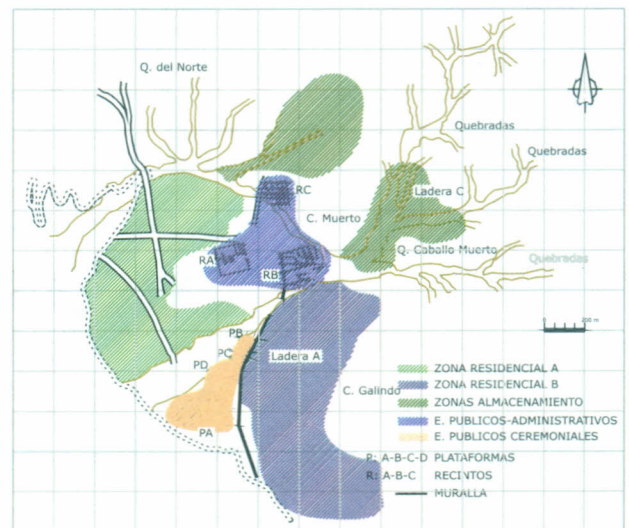 Q. del Norte
Quebradas
Quebradas
Ladera C
RC
C. Muerto
Q. Caballo Muerto
RA
RB
Quebradas
200 m
PB
PC
Ladera A
PD
C. Galindo
PA
ZONA RESIDENCIAL A
ZONA RESIDENCIAL B
ZONAS ALMACENAMIENTO
E. PUBLICOS-ADMINISTRATIVOS
E. PUBLICOS CEREMONIALES
P: A-B-C-D PLATAFORMAS
R: A-B-C RECINTOS
MURALLA